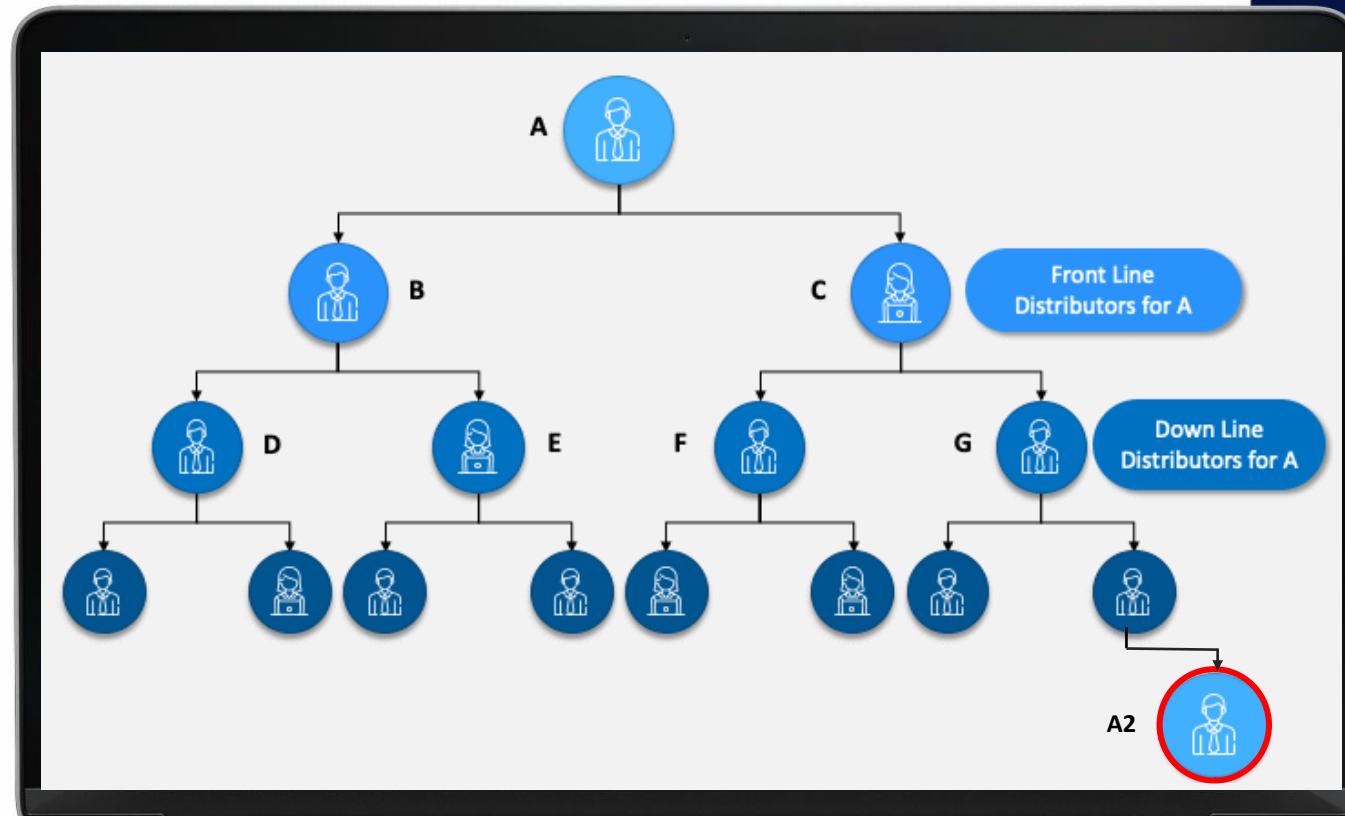 A
B
C
Front Line
Distributors for A
D
E
F
G
Down Line
Distributors for A
A2